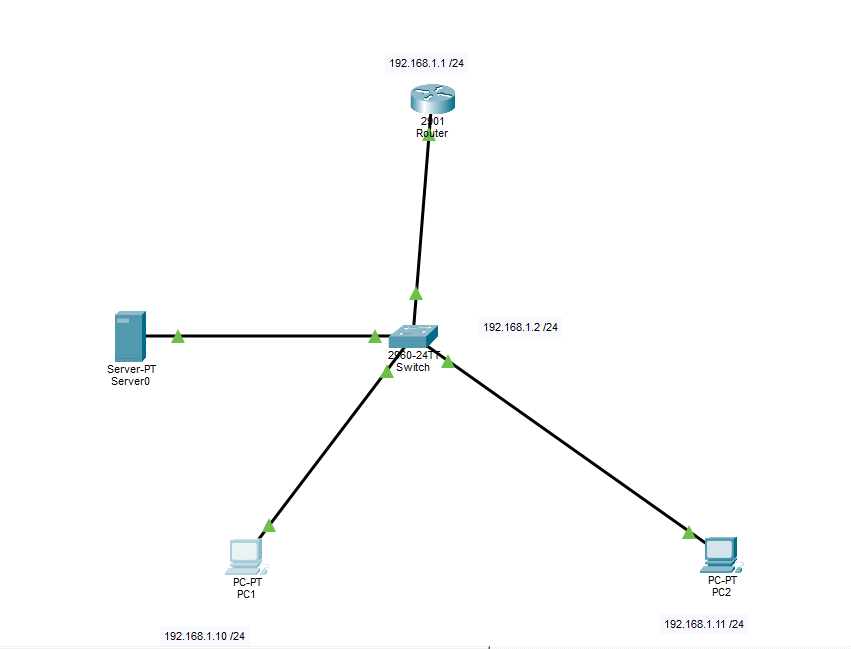 192.168.1.1 /24
2901
Router
192.168.1.2 /24
2960-24TT
Switch
Server-PT
Server0
PC-PT
PC1
PC-PT
PC2
192.168.1.11 /24
192.168.1.10 /24